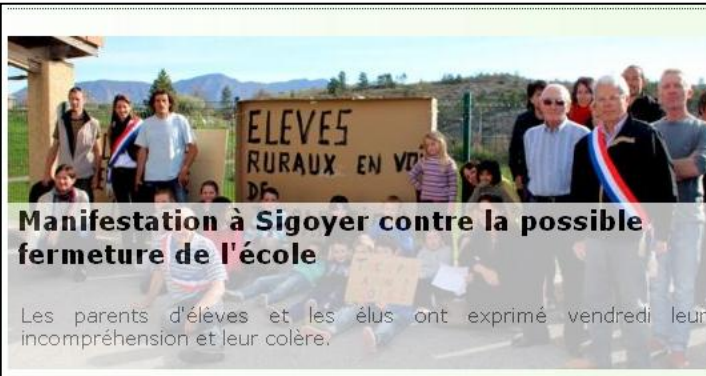 ELEVES
RURAUX EN
DE
Manifestation à Sigoyer contre la possible
fermeture de l'école
Les parents d'élèves et les élus ont exprimé vendredi leur
incompréhension et leur colère.